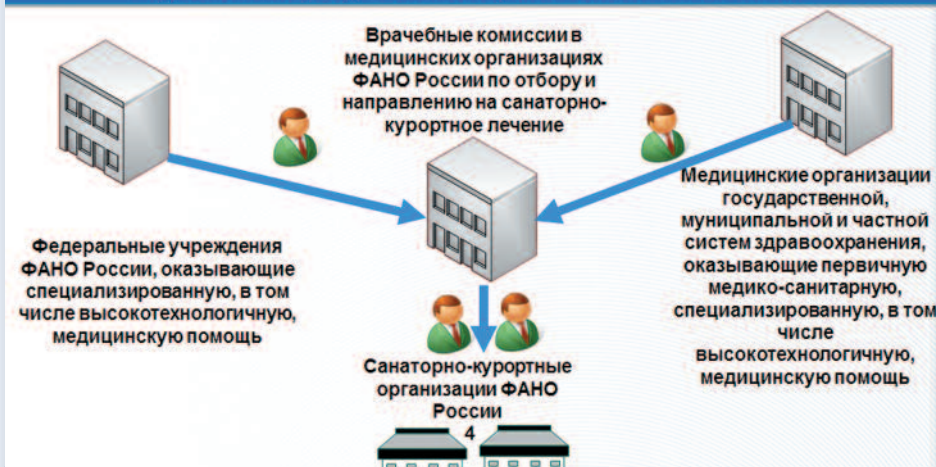 Врачебные комиссии в
медицинских организациях
ФАНО России по отбору и
направлению на санаторно-
курортное лечение
Федеральные учреждения
ФАНО России, оказывающие
специализированную, в том
числе высокотехнологичную,
медицинскую помощь
Медицинские организации
государственной,
муниципальной и частной
систем здравоохранения,
оказывающие первичную
медико-санитарную,
специализированную, в том
числе
высокотехнологичную,
медицинскую помощь
Санаторно-курортные
организации ФАНО
России
4